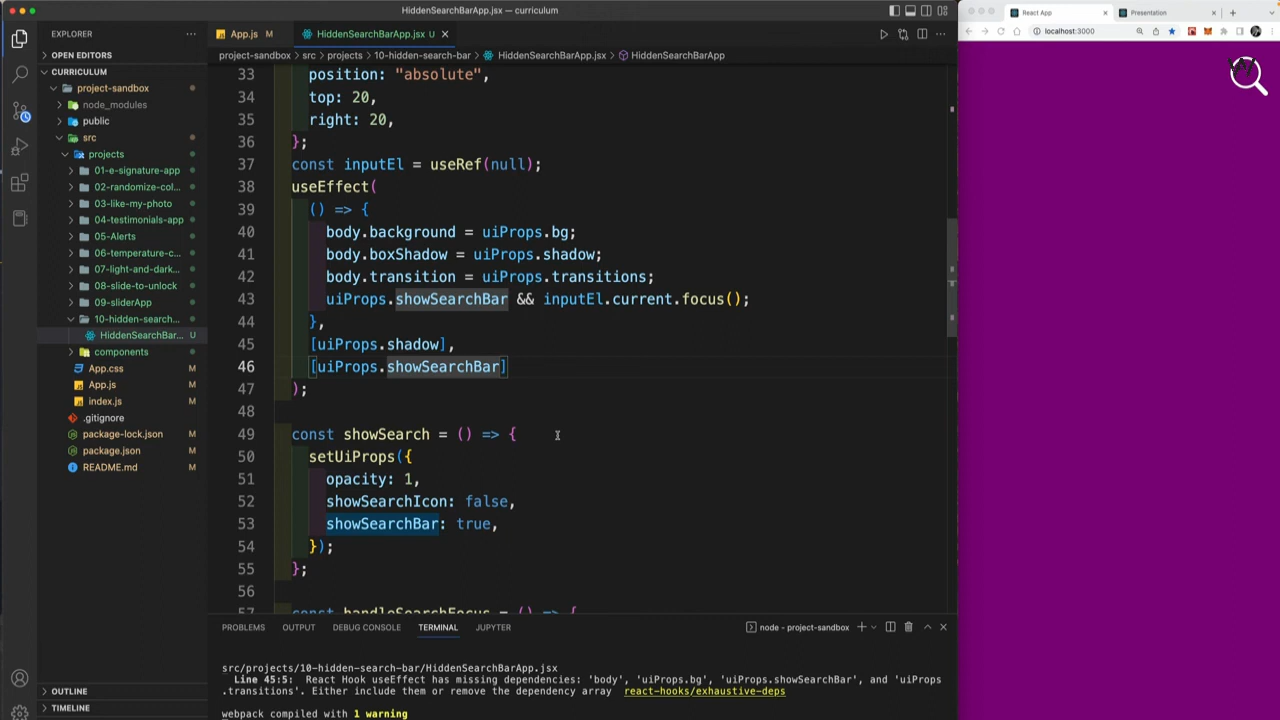 HiddenSearchBarApp.jsx — curriculum
React App
Presentation
localhost:3000
EXPLORER
App.js M
HiddenSearchBarApp.jsx U
project-sandbox > src > projects > 10-hidden-search-bar > HiddenSearchBarApp.jsx > HiddenSearchBarApp
OPEN EDITORS
CURRICULUM
project-sandbox
node_modules
public
src
projects
01-e-signature-app
02-randomize-col...
03-like-my-photo
04-testimonials-app
05-Alerts
06-temperature-c...
07-light-and-dark...
08-slide-to-unlock
09-sliderApp
10-hidden-search...
HiddenSearchBar... U
components
App.css M
App.js M
index.js M
.gitignore
package-lock.json M
package.json M
README.md M
OUTLINE
TIMELINE
33 position: "absolute",
34 top: 20,
35 right: 20,
36 };
37 const inputEl = useRef(null);
38 useEffect(
39 () => {
40 body.background = uiProps.bg;
41 body.boxShadow = uiProps.shadow;
42 body.transition = uiProps.transitions;
43 uiProps.showSearchBar && inputEl.current.focus();
44 },
45 [uiProps.shadow],
46 [uiProps.showSearchBar]
47 );
48
49 const showSearch = () => {
50 setUiProps({
51 opacity: 1,
52 showSearchIcon: false,
53 showSearchBar: true,
54 });
55 };
56
57 const handleSearchFocus = () => {
PROBLEMS OUTPUT DEBUG CONSOLE TERMINAL JUPYTER
node - project-sandbox
src/projects/10-hidden-search-bar/HiddenSearchBarApp.jsx
Line 45:5: React Hook useEffect has missing dependencies: 'body', 'uiProps.bg', 'uiProps.showSearchBar', and 'uiProps
.transitions'. Either include them or remove the dependency array react-hooks/exhaustive-deps
webpack compiled with 1 warning